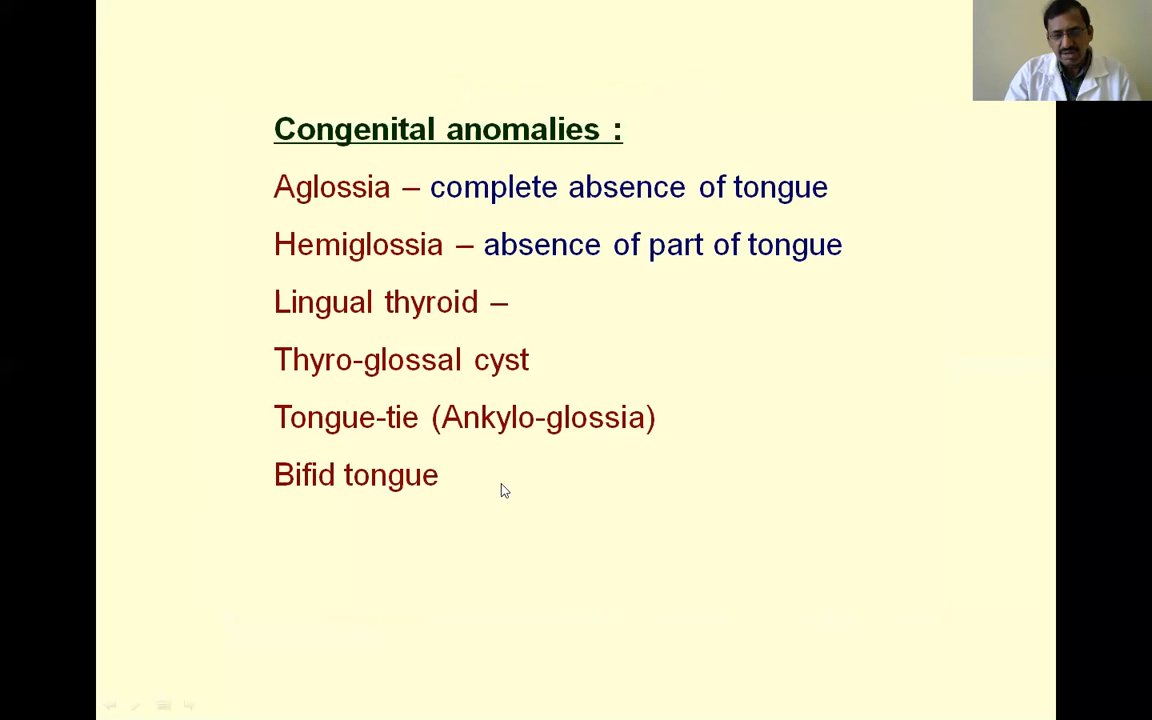 Congenital anomalies :
Aglossia – complete absence of tongue
Hemiglossia – absence of part of tongue
Lingual thyroid –
Thyro-glossal cyst
Tongue-tie (Ankylo-glossia)
Bifid tongue